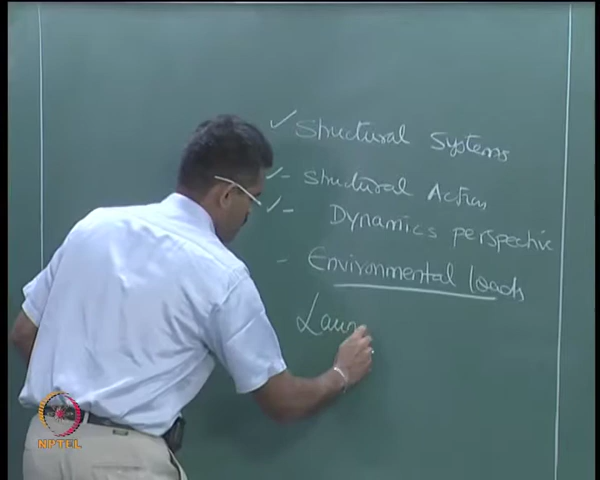 ✓ Structural Systems
✓- Structural Action
✓- Dynamics perspective
- Environmental loads
Laun
NPTEL